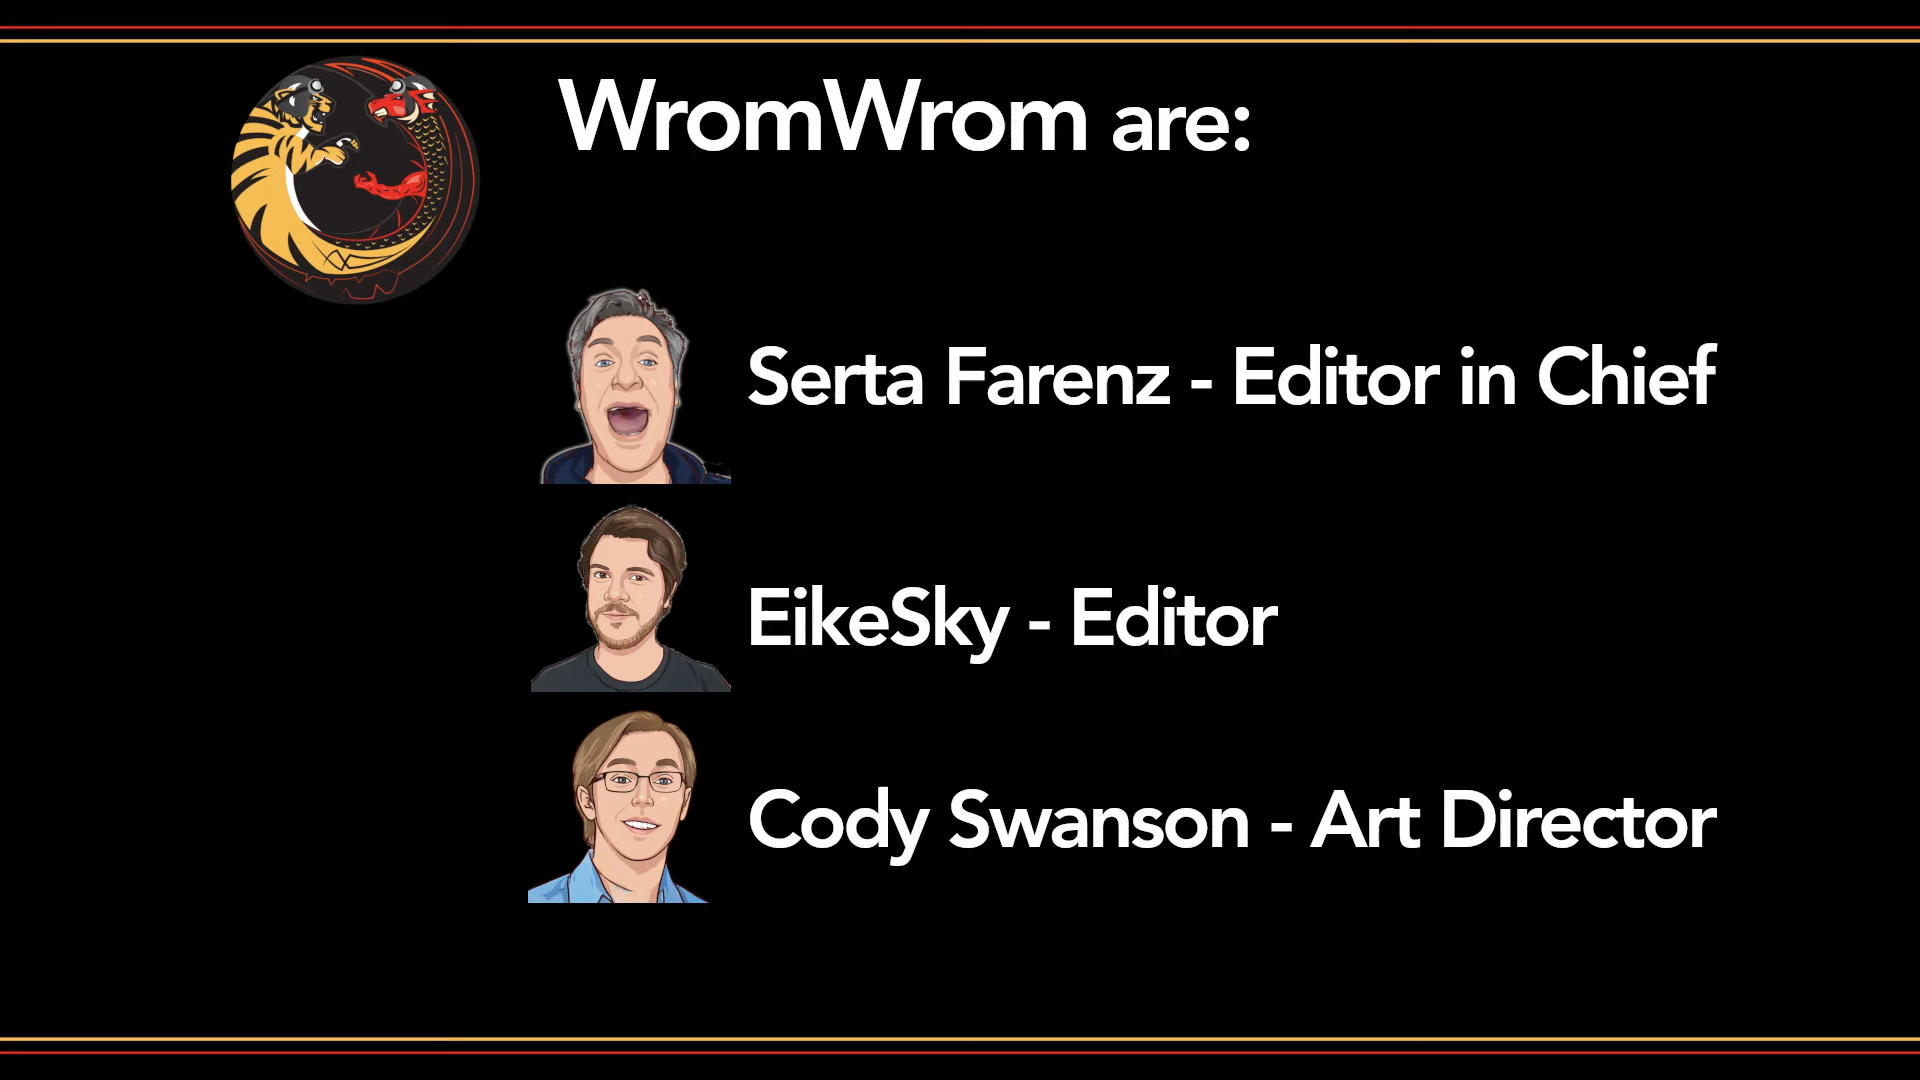 WromWrom are:
Serta Farenz - Editor in Chief
EikeSky - Editor
Cody Swanson - Art Director